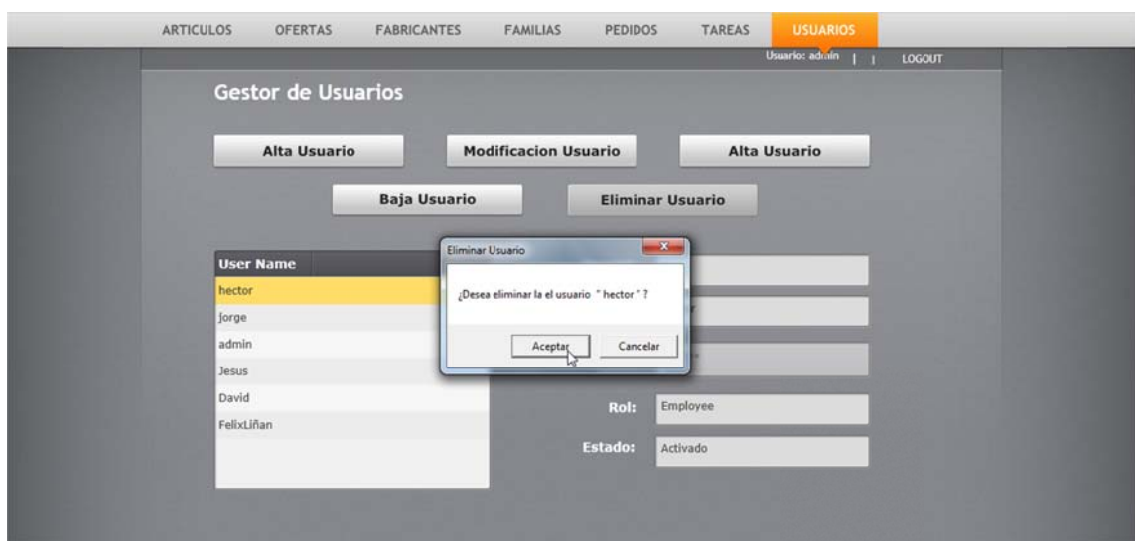 ARTICULOS OFERTAS FABRICANTES FAMILIAS PEDIDOS TAREAS USUARIOS
Usuario: admin | | LOGOUT
Gestor de Usuarios
Alta Usuario Modificacion Usuario Alta Usuario
Baja Usuario Eliminar Usuario
Eliminar Usuario
¿Desea eliminar la el usuario " hector " ?
Aceptar Cancelar
User Name
hector
jorge
admin
Jesus
David
FelixLiñan
Rol: Employee
Estado: Activado